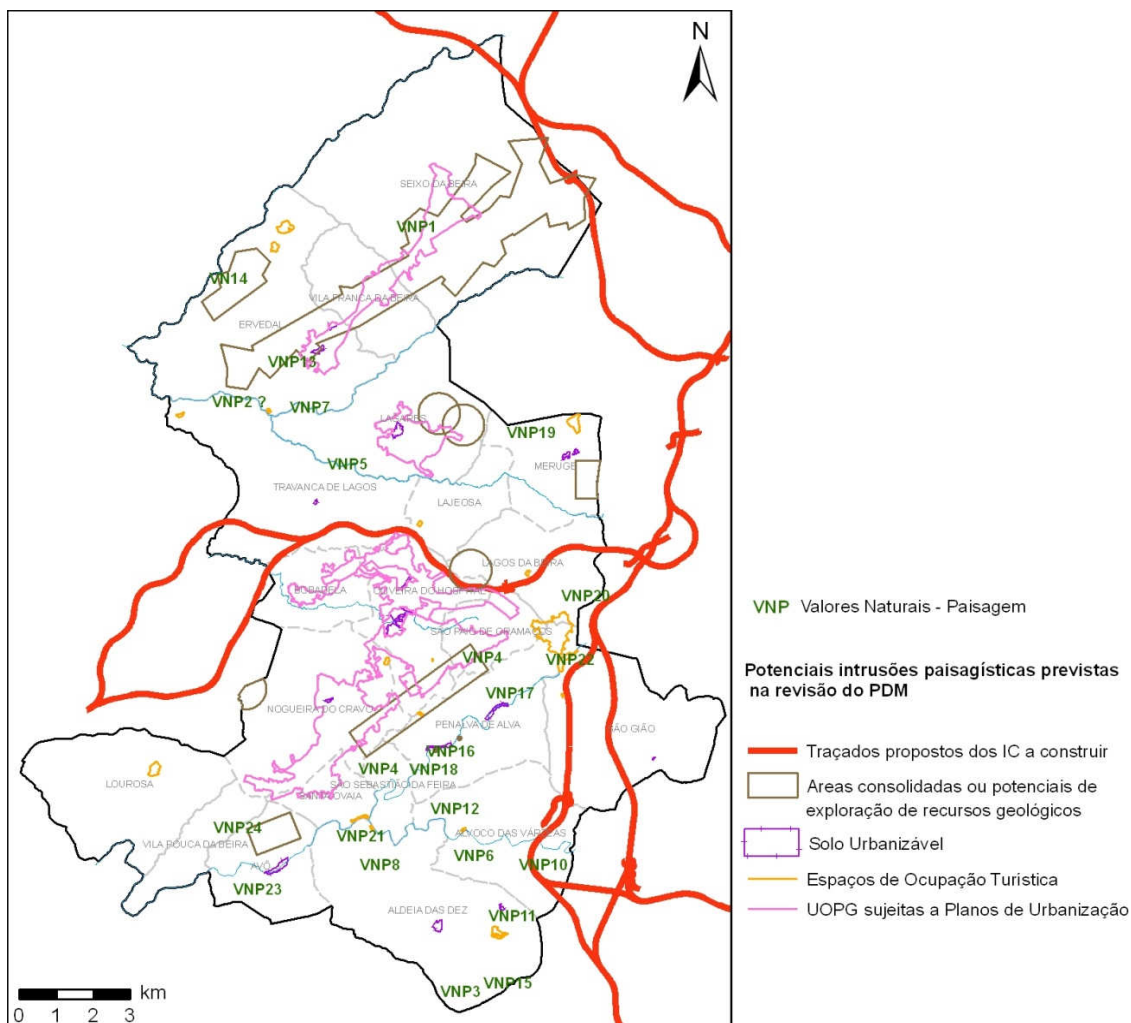 N
SEIXO DA BEIRA
VNP1
VN14
VILA FRANCA DA BEIRA
ERVEDAL
VNP13
VNP2 ?
VNP7
LAGARES
VNP19
VNP5
MERUGE
TRAVANCA DE LAGOS
LAJEOSA
LAGOS DA BEIRA
BOBADELA
OLIVEIRA DO HOSPITAL
VNP20
SÃO PAIO DE GRAMAÇOS
VNP4
VNP22
VNP17
NOGUEIRA DO CRAVO
PENALVA DE ALVA
SÃO GIÃO
VNP16
LOUROSA
VNP4
VNP18
SÃO SEBASTIÃO DA FEIRA
SANTA OVAIA
VNP12
VNP24
VNP21
ALVOCO DAS VÁRZEAS
VILA POUCA DA BEIRA
VNP6
VNP10
AVÔ
VNP8
VNP23
ALDEIA DAS DEZ
VNP11
VNP3
VNP15
km
0 1 2 3
VNP Valores Naturais - Paisagem
Potenciais intrusões paisagísticas previstas
na revisão do PDM
Traçados propostos dos IC a construir
Areas consolidadas ou potenciais de
exploração de recursos geológicos
Solo Urbanizável
Espaços de Ocupação Turistica
UOPG sujeitas a Planos de Urbanização